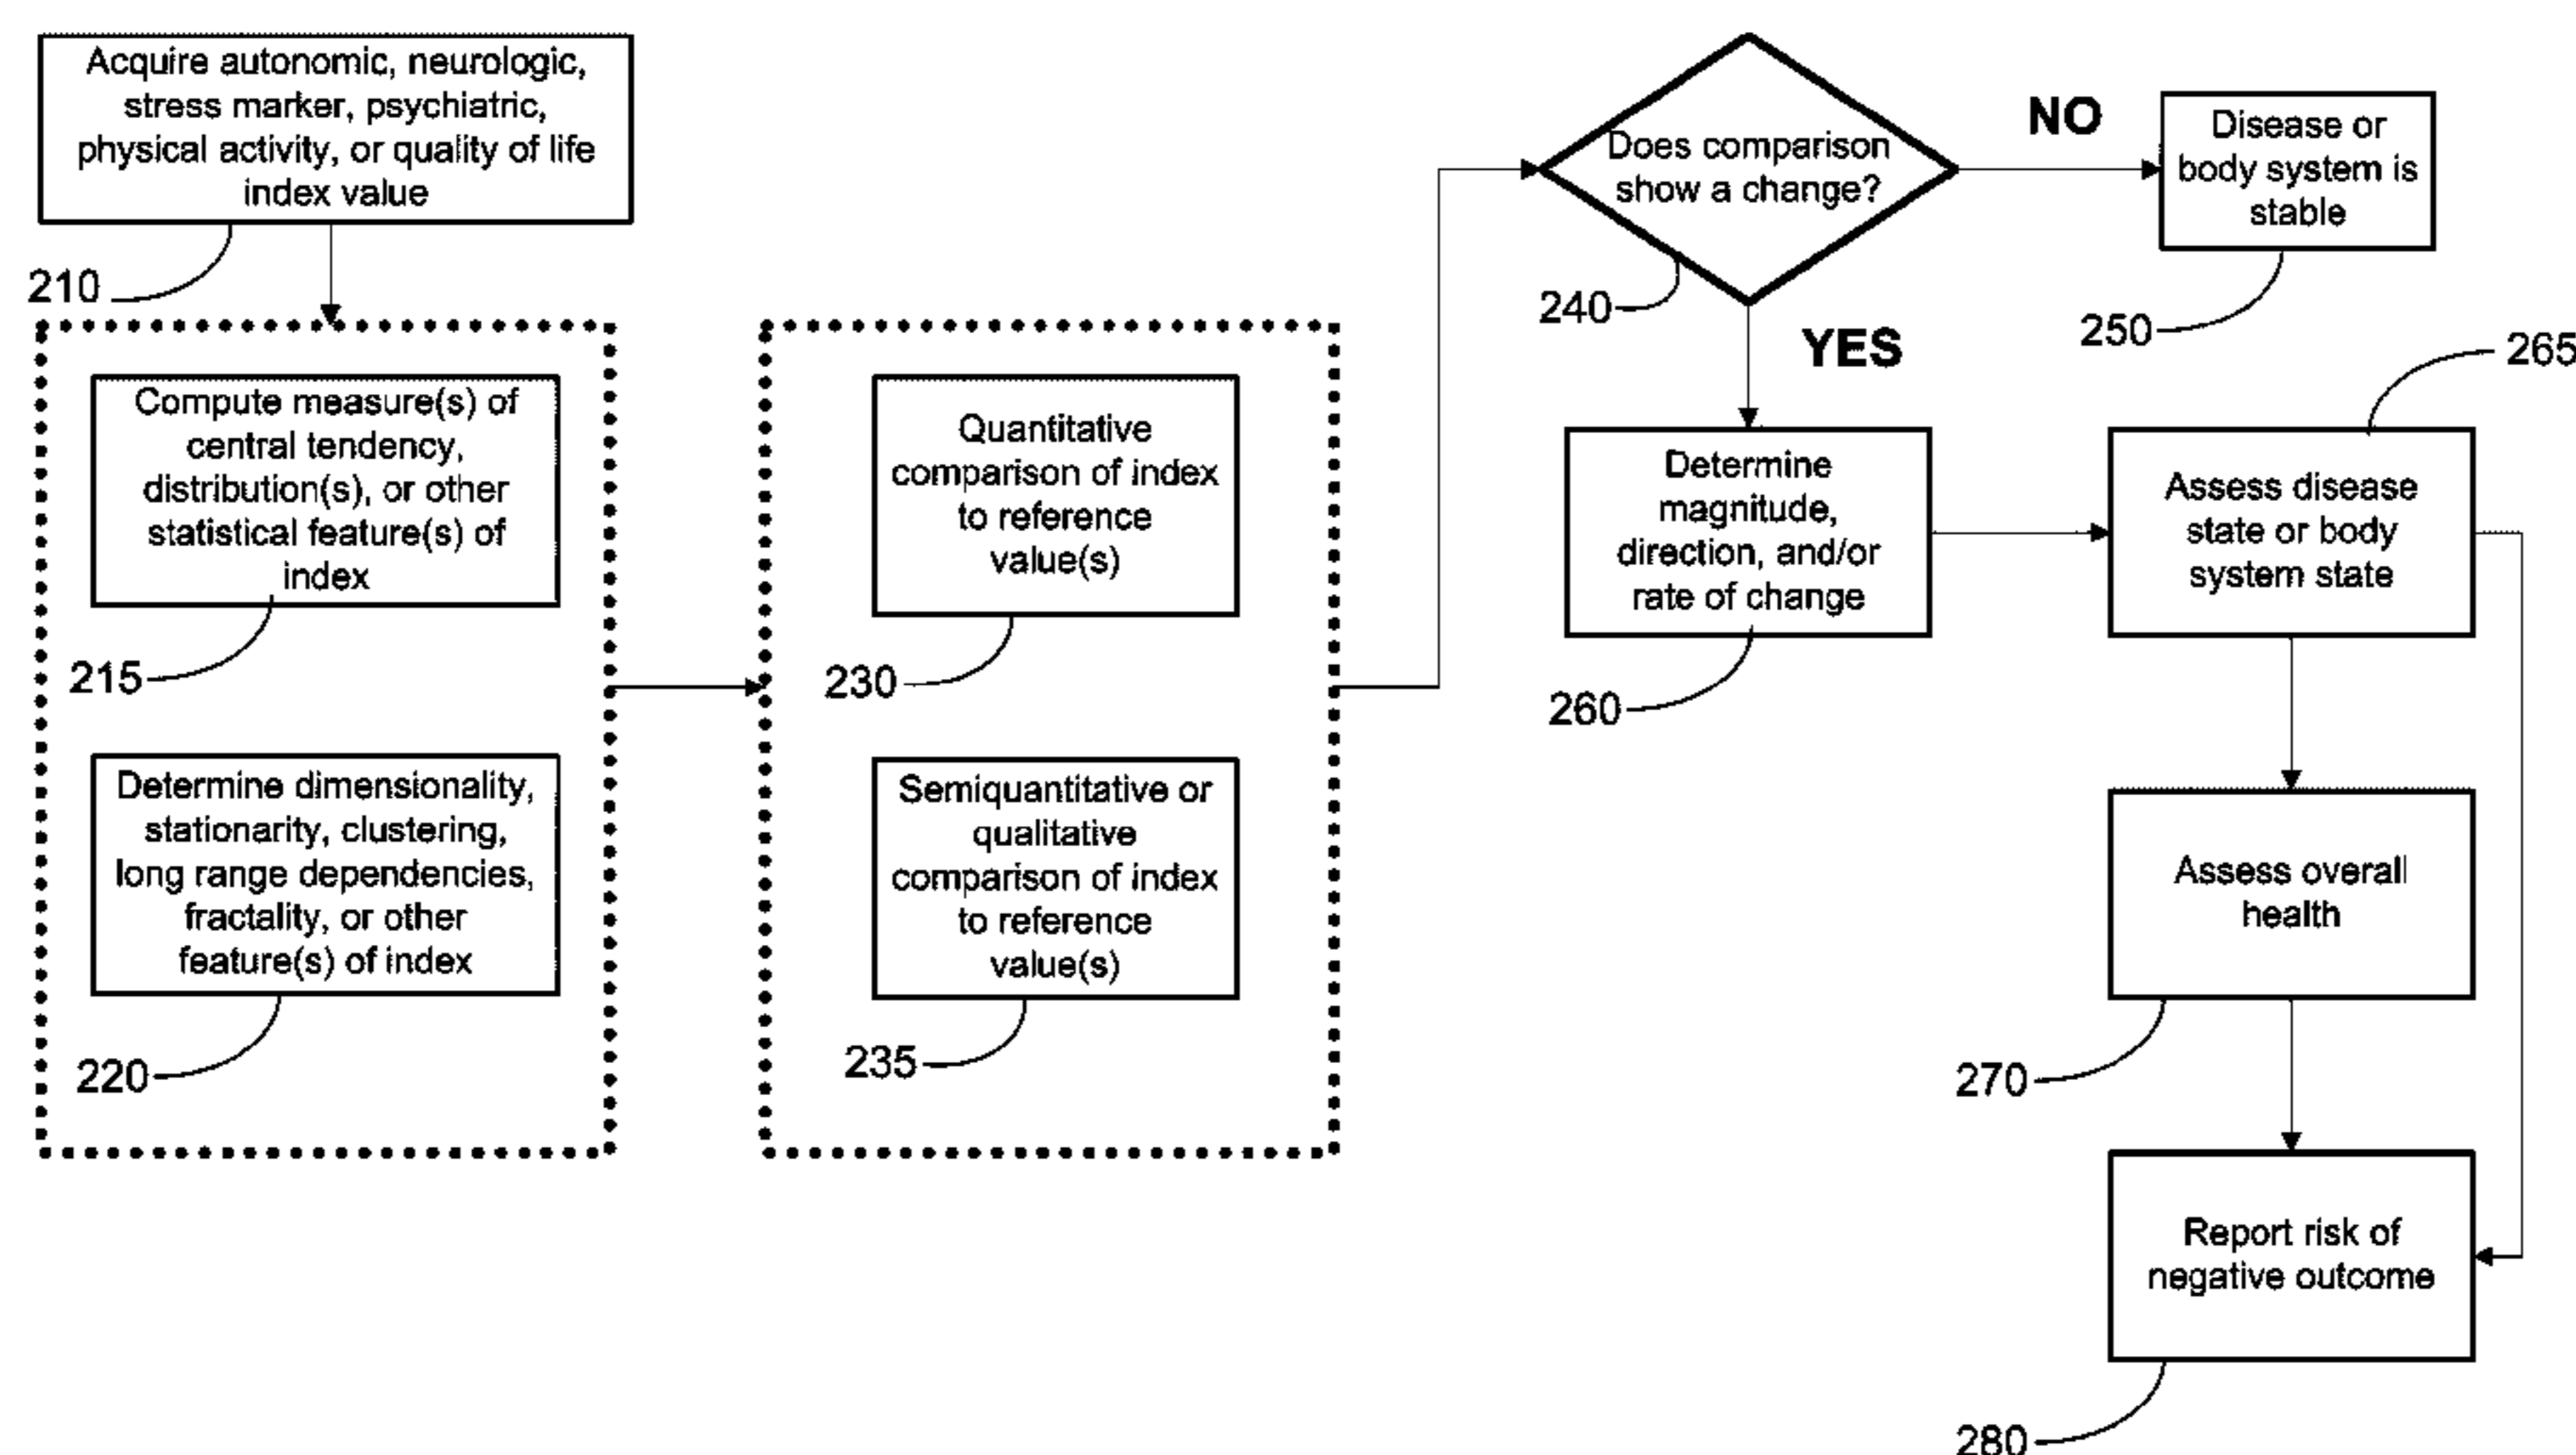 Acquire autonomic, neurologic,
stress marker, psychiatric,
physical activity, or quality of life
index value
210
Compute measure(s) of
central tendency,
distribution(s), or other
statistical feature(s) of
index
215
Determine dimensionality,
stationarity, clustering,
long range dependencies,
fractality, or other
feature(s) of index
220
Quantitative
comparison of index
to reference
value(s)
230
Semiquantitative or
qualitative
comparison of index
to reference
value(s)
235
Does comparison
show a change?
240
NO
Disease or
body system is
stable
250
YES
Determine
magnitude,
direction, and/or
rate of change
260
Assess disease
state or body
system state
265
Assess overall
health
270
Report risk of
negative outcome
280